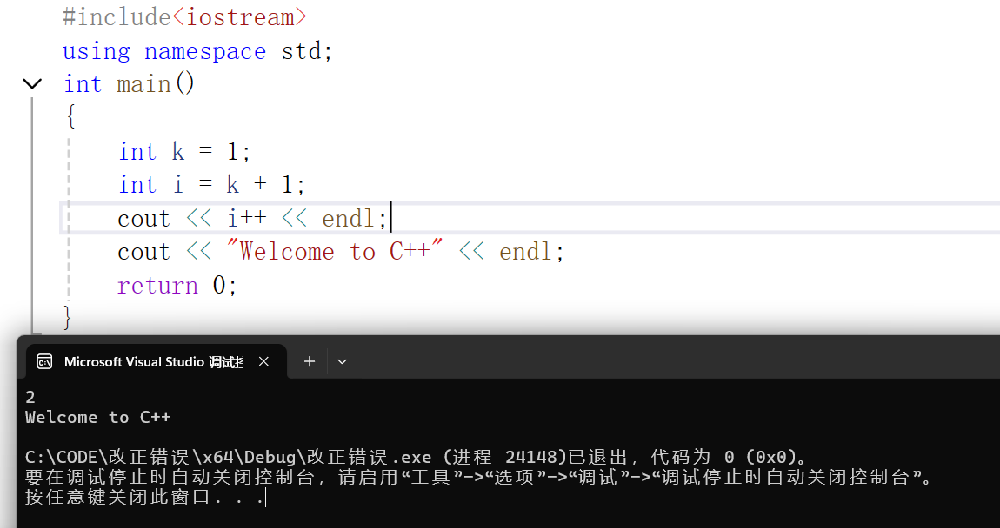 #include<iostream>
using namespace std;
int main()
{
int k = 1;
int i = k + 1;
cout << i++ << endl;
cout << "Welcome to C++" << endl;
return 0;
}
Microsoft Visual Studio 调试
2
Welcome to C++
C:\CODE\改正错误\x64\Debug\改正错误.exe (进程 24148)已退出，代码为 0 (0x0)。
要在调试停止时自动关闭控制台，请启用“工具”->“选项”->“调试”->“调试停止时自动关闭控制台”。
按任意键关闭此窗口. . .